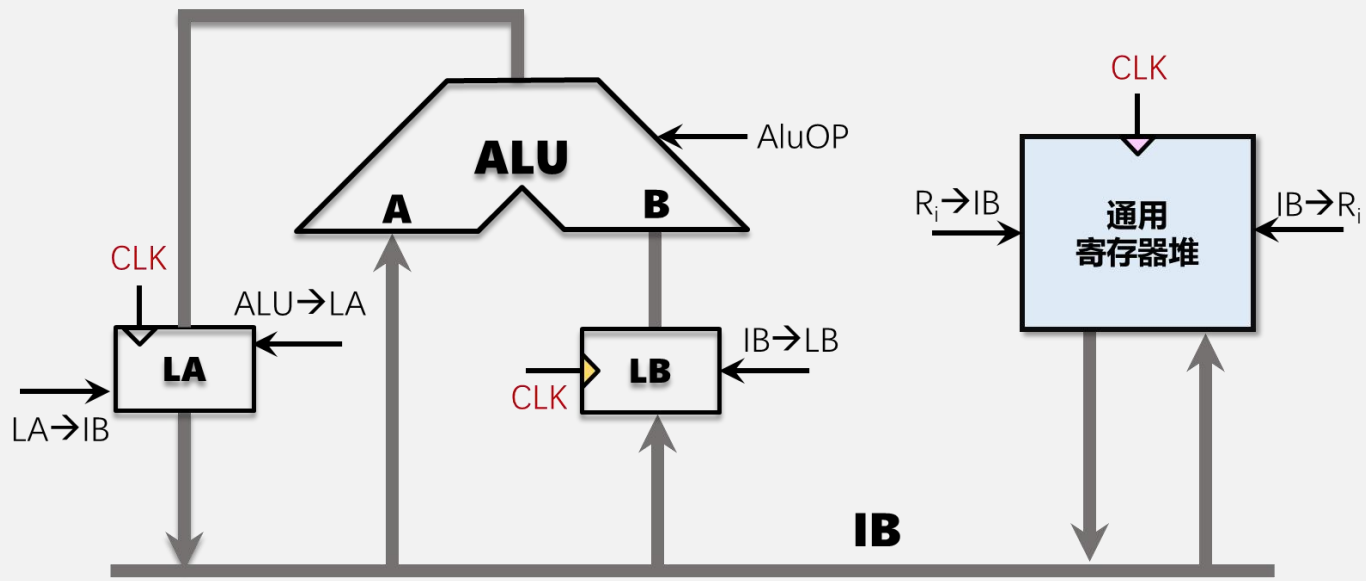 CLK
ALU
AluOP
A
B
Rᵢ→IB
通用
寄存器堆
IB→Rᵢ
CLK
ALU→LA
LA
LA→IB
IB→LB
LB
CLK
IB